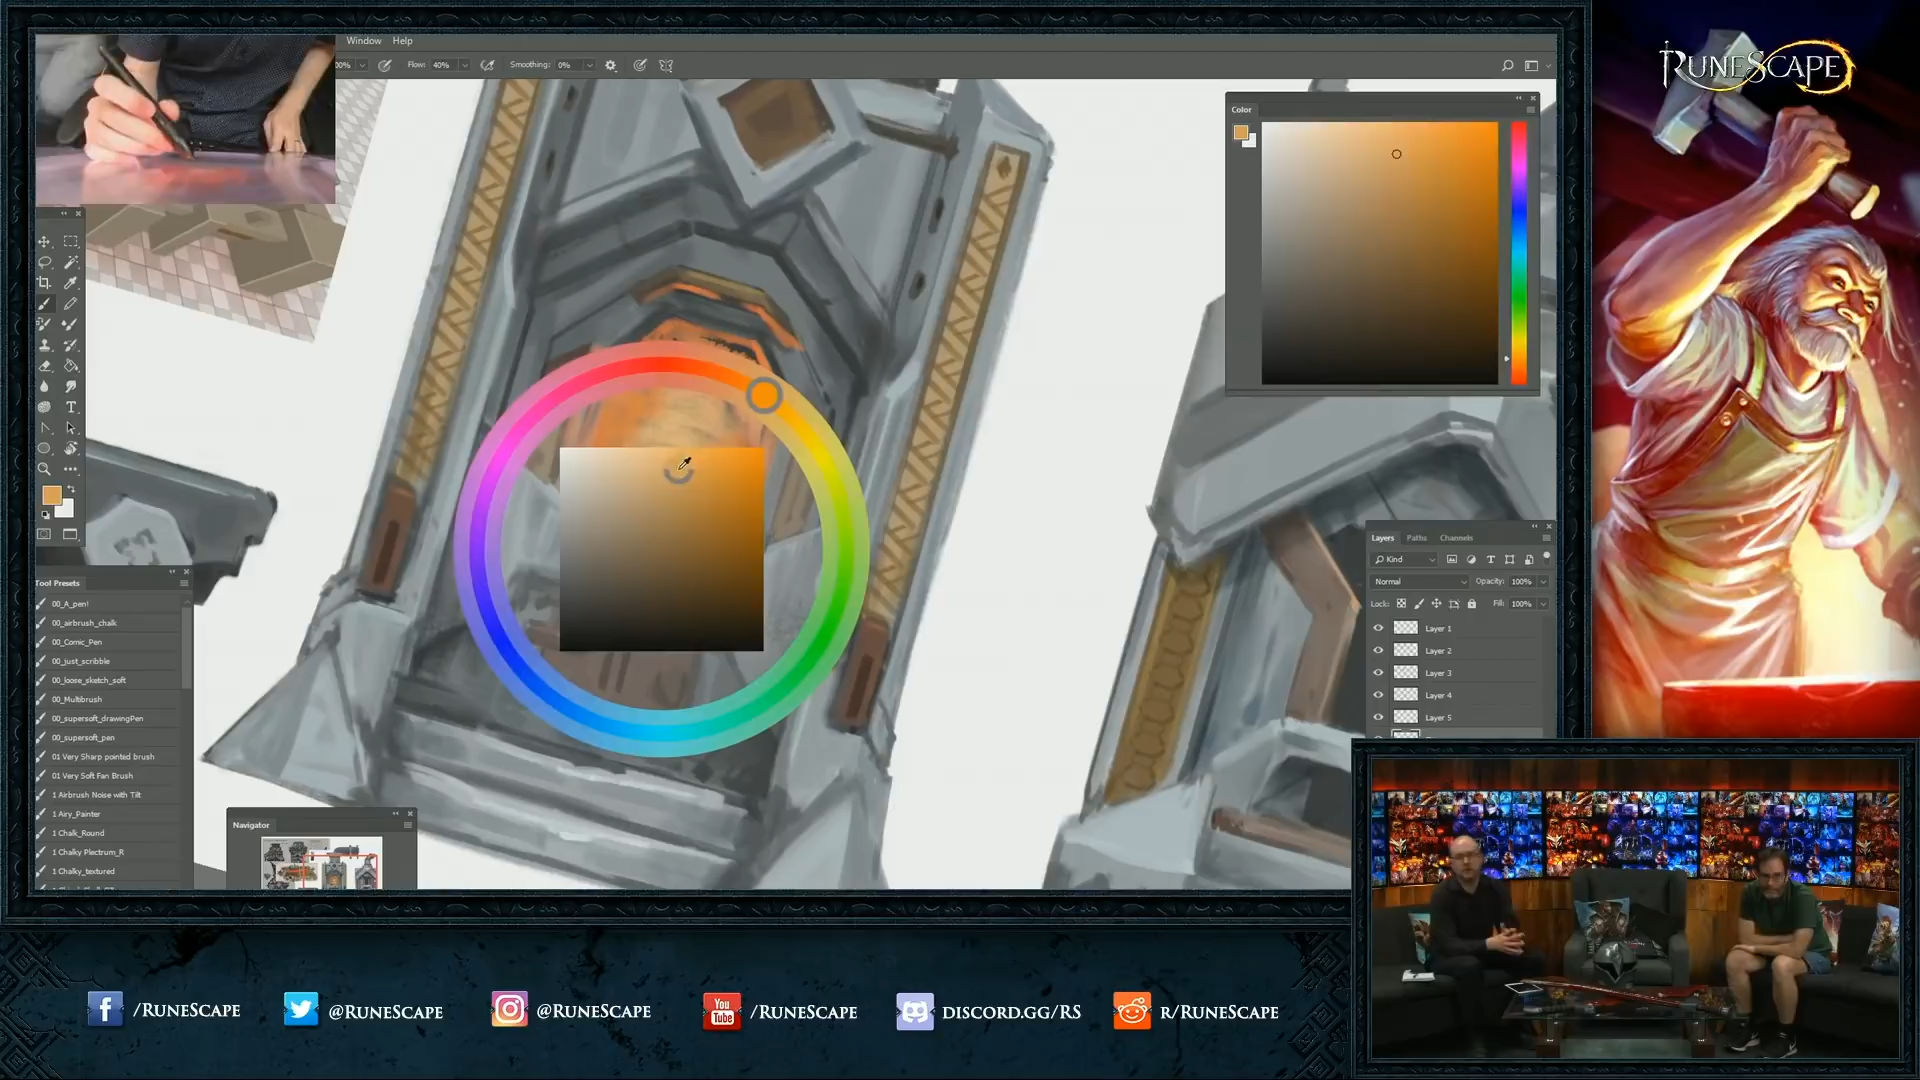 Window Help
00% Flow: 40% Smoothing: 0%
RUNESCAPE
Color
Tool Presets
00_A_pen!
00_airbrush_chalk
00_Comic_Pen
00_just_scribble
00_loose_sketch_soft
00_Multibrush
00_supersoft_drawingPen
00_supersoft_pen
01 Very Sharp pointed brush
01 Very Soft Fan Brush
1 Airbrush Noise with Tilt
1 Airy_Painter
1 Chalk_Round
1 Chalky Plectrum_R
1 Chalky_textured
Navigator
Layers Paths Channels
Kind
Normal Opacity: 100%
Lock: Fill: 100%
Layer 1
Layer 2
Layer 3
Layer 4
Layer 5
/RUNESCAPE @RUNESCAPE @RUNESCAPE You Tube /RUNESCAPE DISCORD.GG/RS R/RUNESCAPE